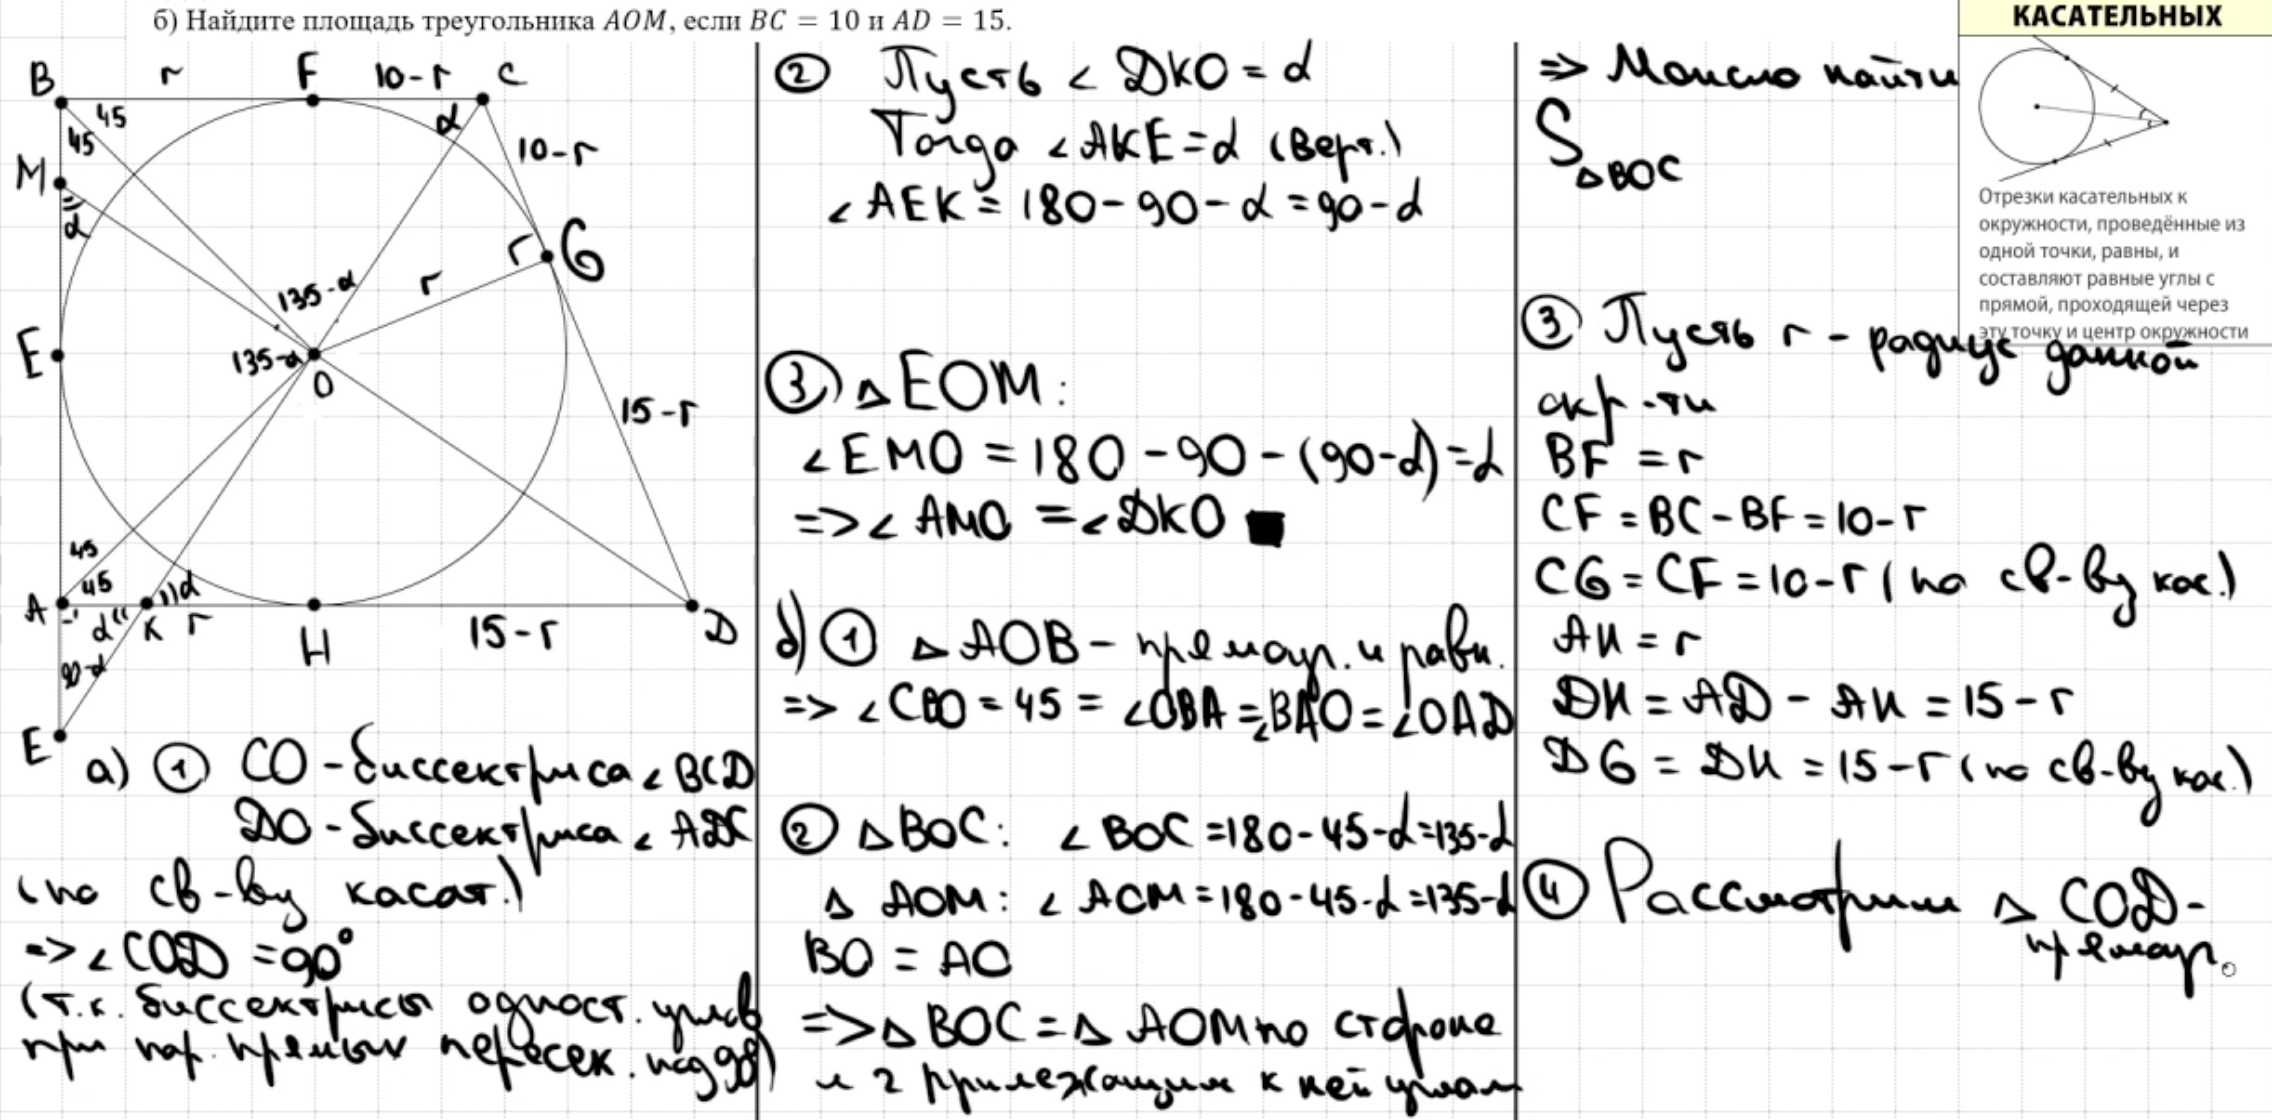 б) Найдите площадь треугольника AOM, если BC = 10 и AD = 15.
B r F 10-r C
45
45
α
10-r
M
α
r G
135-α
r
E
135-α
O
15-r
45
45
A α K α r H 15-r D
90-α
E
а) ① CO - биссектриса ∠ BCD
DO - биссектриса ∠ ADC
(по св-ву касат.)
=> ∠ COD = 90°
(т.к. биссектрисы одност. углов
при пар. прямых пересек. под 90°)
② Пусть ∠ DKO = α
Тогда ∠ AKE = α (верт.)
∠ AEK = 180 - 90 - α = 90 - α
③ △ EOM:
∠ EMO = 180 - 90 - (90-α) = α
=> ∠ AMO = ∠ DKO ■
б) ① △ AOB - прямоуг. и равн.
=> ∠ CBO = 45 = ∠OBA = ∠BAO = ∠OAD
② △ BOC: ∠ BOC = 180 - 45 - α = 135 - α
△ AOM: ∠ AOM = 180 - 45 - α = 135 - α
BO = AO
=> △ BOC = △ AOM по стороне
и 2 прилежащим к ней углам
=> Можно найти
S △BOC
③ Пусть r - радиус данной
окр-ти
BF = r
CF = BC - BF = 10 - r
CG = CF = 10 - r (по св-ву кас.)
AH = r
DH = AD - AH = 15 - r
DG = DH = 15 - r (по св-ву кас.)
④ Рассмотрим △ COD -
прямоуг.
КАСАТЕЛЬНЫХ
Отрезки касательных к
окружности, проведённые из
одной точки, равны, и
составляют равные углы с
прямой, проходящей через
эту точку и центр окружности